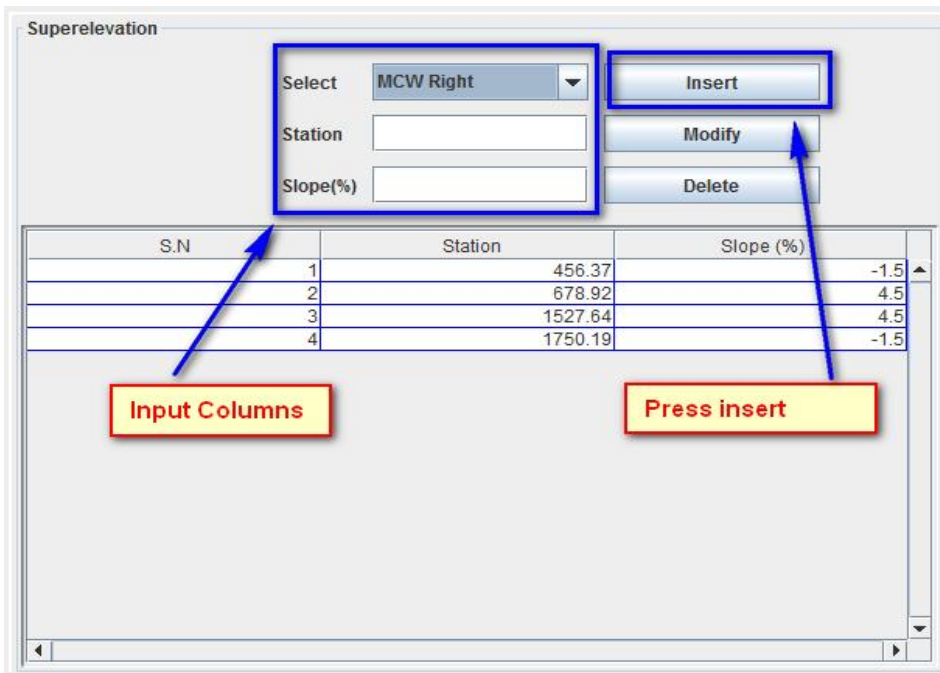 Superelevation
Select MCW Right Insert
Station Modify
Slope(%) Delete
S.N Station Slope (%)
1 456.37 -1.5
2 678.92 4.5
3 1527.64 4.5
4 1750.19 -1.5
Input Columns Press insert